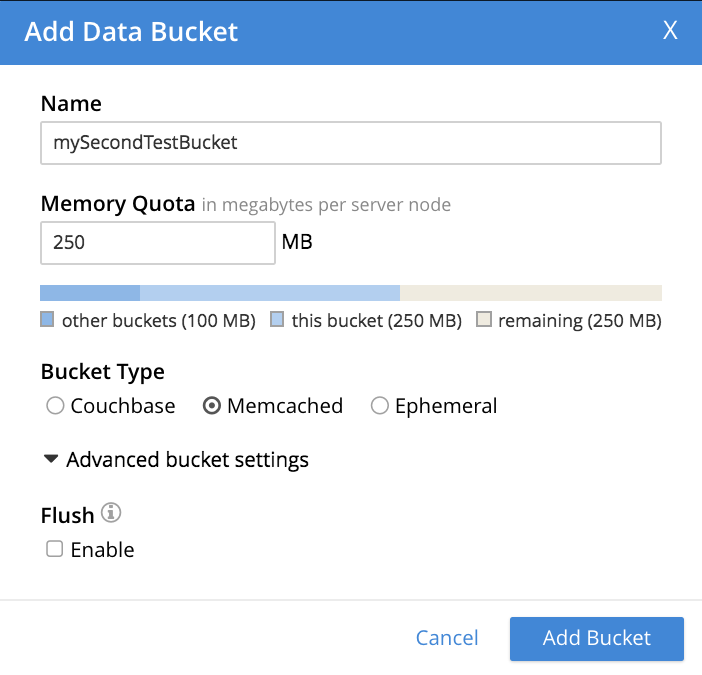 Add Data Bucket X
Name
mySecondTestBucket
Memory Quota in megabytes per server node
250 MB
other buckets (100 MB) this bucket (250 MB) remaining (250 MB)
Bucket Type
Couchbase Memcached Ephemeral
Advanced bucket settings
Flush
Enable
Cancel Add Bucket